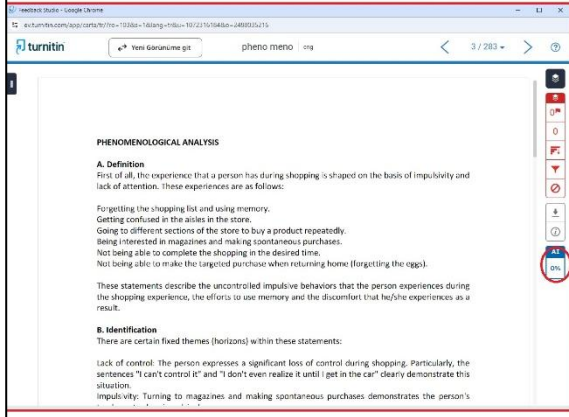 Feedback Studio - Google Chrome
turnitin
Yeni Görünüme git
pheno meno
3 / 283
0
0
AI
0%
PHENOMENOLOGICAL ANALYSIS
A. Definition
First of all, the experience that a person has during shopping is shaped on the basis of impulsivity and
lack of attention. These experiences are as follows:
Forgetting the shopping list and using memory.
Getting confused in the aisles in the store.
Going to different sections of the store to buy a product repeatedly.
Being interested in magazines and making spontaneous purchases.
Not being able to complete the shopping in the desired time.
Not being able to make the targeted purchase when returning home (forgetting the eggs).
These statements describe the uncontrolled impulsive behaviors that the person experiences during
the shopping experience, the efforts to use memory and the discomfort that he/she experiences as a
result.
B. Identification
There are certain fixed themes (horizons) within these statements:
Lack of control: The person expresses a significant loss of control during shopping. Particularly, the
sentences "I can't control it" and "I don't even realize it until I get in the car" clearly demonstrate this
situation.
Impulsivity: Turning to magazines and making spontaneous purchases demonstrates the person's